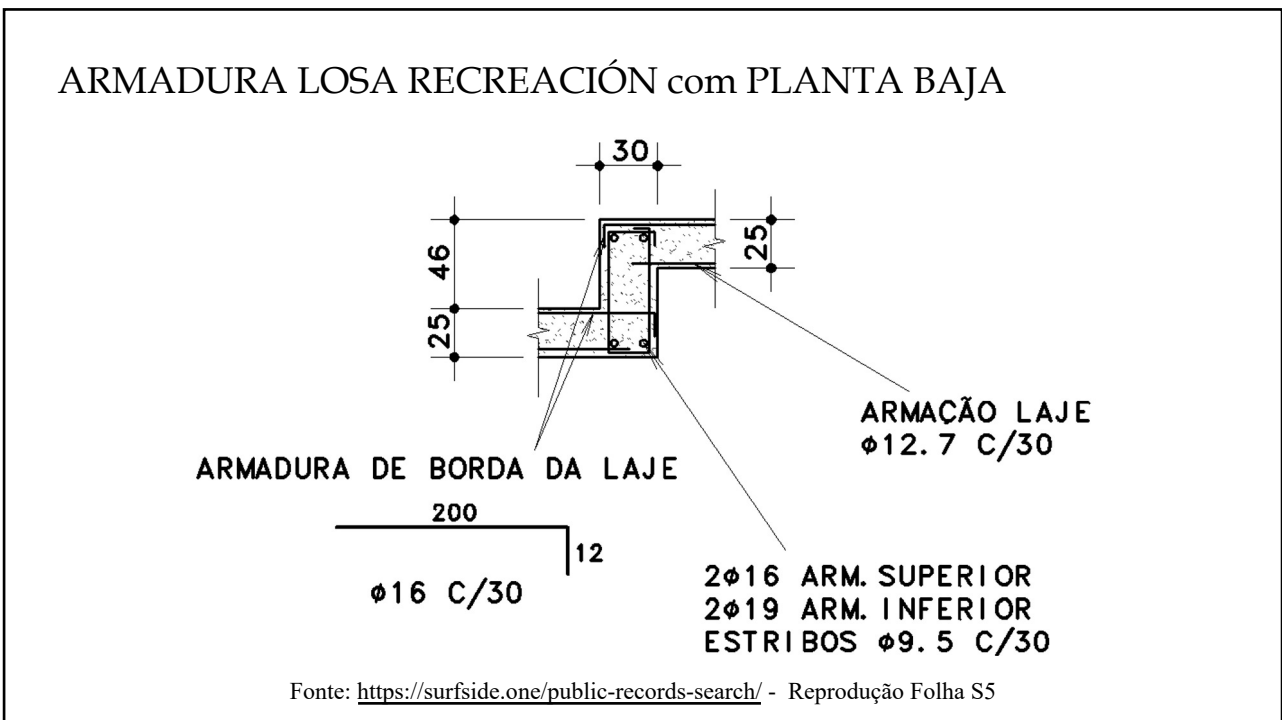 ARMADURA LOSA RECREACIÓN com PLANTA BAJA
30
46
25
25
ARMAÇÃO LAJE
φ12.7 C/30
ARMADURA DE BORDA DA LAJE
200
12
φ16 C/30
2φ16 ARM. SUPERIOR
2φ19 ARM. INFERIOR
ESTRIBOS φ9.5 C/30
Fonte: https://surfside.one/public-records-search/ - Reprodução Folha S5